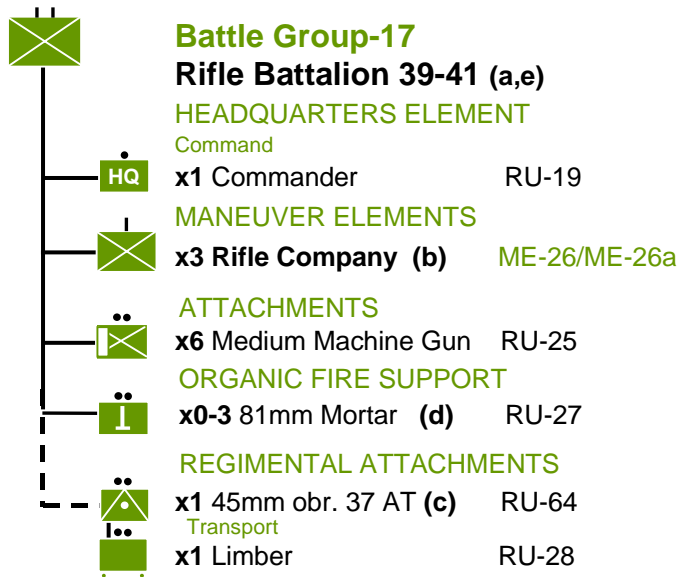 Battle Group-17
Rifle Battalion 39-41 (a,e)
HEADQUARTERS ELEMENT
Command
HQ x1 Commander RU-19
MANEUVER ELEMENTS
x3 Rifle Company (b) ME-26/ME-26a
ATTACHMENTS
x6 Medium Machine Gun RU-25
ORGANIC FIRE SUPPORT
x0-3 81mm Mortar (d) RU-27
REGIMENTAL ATTACHMENTS
x1 45mm obr. 37 AT (c) RU-64
Transport
x1 Limber RU-28